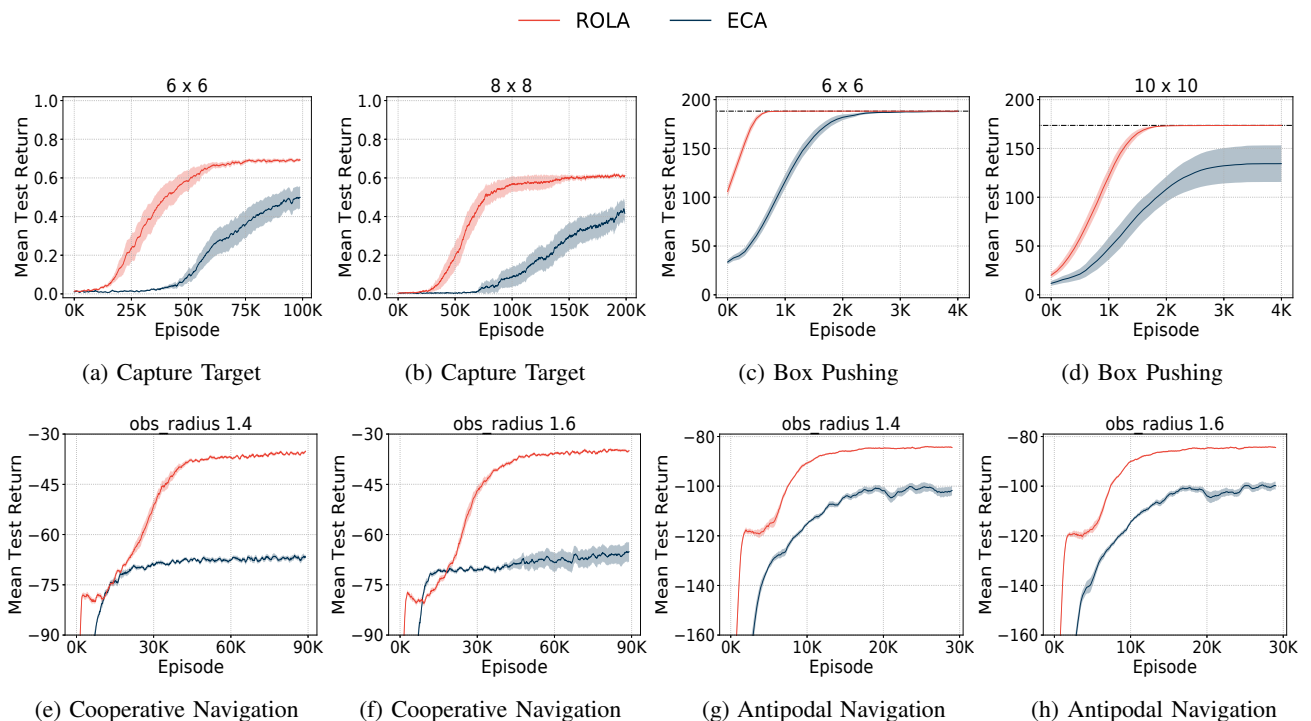 ROLA ECA
6 x 6
Mean Test Return
1.0
0.8
0.6
0.4
0.2
0.0
0K 25K 50K 75K 100K
Episode
(a) Capture Target
8 x 8
Mean Test Return
1.0
0.8
0.6
0.4
0.2
0.0
0K 50K 100K 150K 200K
Episode
(b) Capture Target
6 x 6
Mean Test Return
200
150
100
50
0
0K 1K 2K 3K 4K
Episode
(c) Box Pushing
10 x 10
Mean Test Return
200
150
100
50
0
0K 1K 2K 3K 4K
Episode
(d) Box Pushing
obs_radius 1.4
Mean Test Return
−30
−45
−60
−75
−90
0K 30K 60K 90K
Episode
(e) Cooperative Navigation
obs_radius 1.6
Mean Test Return
−30
−45
−60
−75
−90
0K 30K 60K 90K
Episode
(f) Cooperative Navigation
obs_radius 1.4
Mean Test Return
−80
−100
−120
−140
−160
0K 10K 20K 30K
Episode
(g) Antipodal Navigation
obs_radius 1.6
Mean Test Return
−80
−100
−120
−140
−160
0K 10K 20K 30K
Episode
(h) Antipodal Navigation